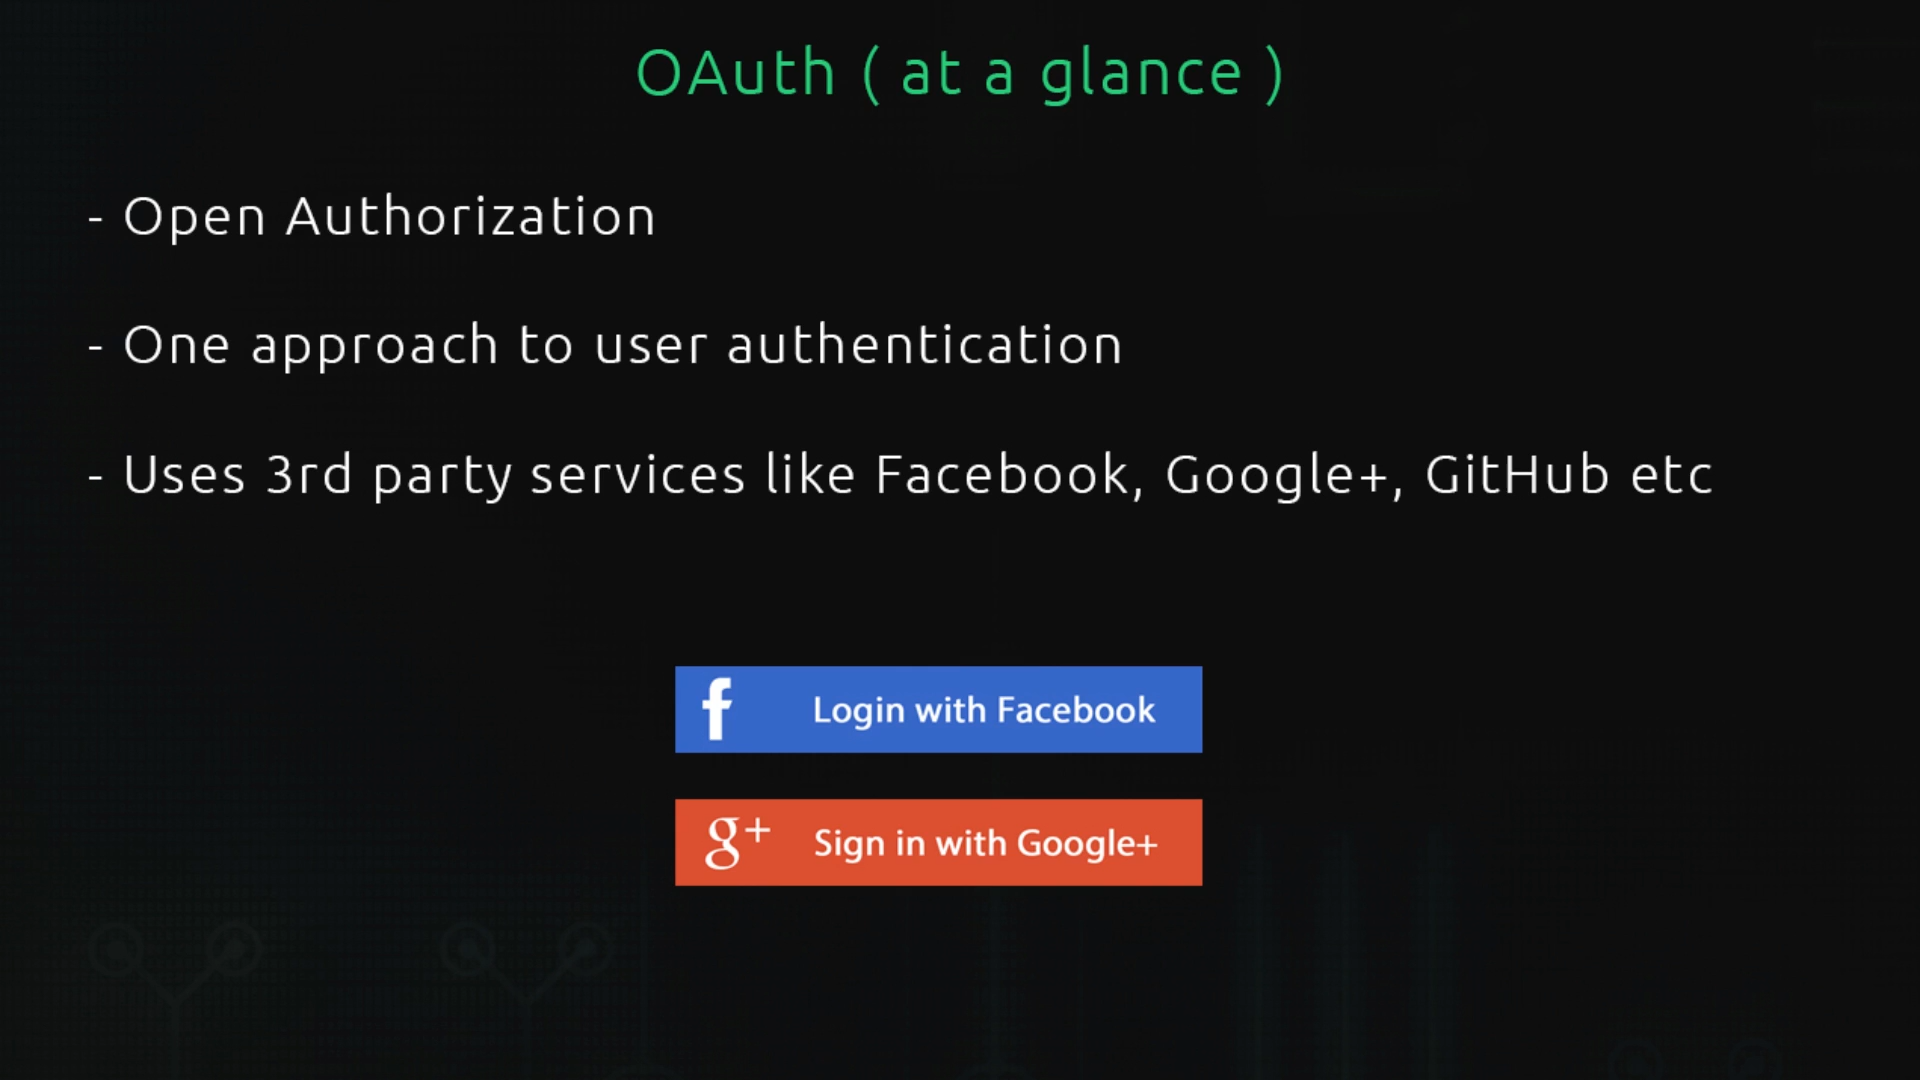 OAuth ( at a glance )
- Open Authorization
- One approach to user authentication
- Uses 3rd party services like Facebook, Google+, GitHub etc
f Login with Facebook
g+ Sign in with Google+